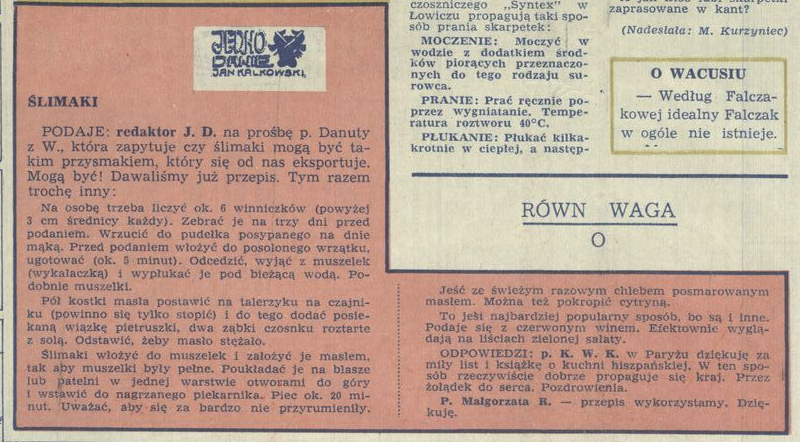 JEDKO
DAWIE
JAN KALKOWSKI.
ŚLIMAKI
PODAJE: redaktor J. D. na prośbę p. Danuty
z W., która zapytuje czy ślimaki mogą być ta-
kim przysmakiem, który się od nas eksportuje.
Mogą być! Dawaliśmy już przepis. Tym razem
trochę inny:
Na osobę trzeba liczyć ok. 6 winniczków (powyżej
3 cm średnicy każdy). Zebrać je na trzy dni przed
podaniem. Wrzucić do pudełka posypanego na dnie
mąką. Przed podaniem włożyć do posolonego wrzątku,
ugotować (ok. 5 minut). Odcedzić, wyjąć z muszelek
(wykałaczką) i wypłukać je pod bieżącą wodą. Po-
dobnie muszelki.
Pół kostki masła postawić na talerzyku na czajni-
ku (powinno się tylko stopić) i do tego dodać posie-
kaną wiązkę pietruszki, dwa ząbki czosnku roztarte
z solą. Odstawić, żeby masło stężało.
Ślimaki włożyć do muszelek i założyć je masłem,
tak aby muszelki były pełne. Poukładać je na blasze
lub patelni w jednej warstwie otworami do góry
i wstawić do nagrzanego piekarnika. Piec ok. 20 mi-
nut. Uważać, aby się za bardzo nie przyrumieniły.
Jeść ze świeżym razowym chlebem posmarowanym
masłem. Można też pokropić cytryną.
To jest najbardziej popularny sposób, bo są i inne.
Podaje się z czerwonym winem. Efektownie wyglą-
dają na liściach zielonej sałaty.
ODPOWIEDZI: p. K. W. K. w Paryżu dziękuję za
miły list i książkę o kuchni hiszpańskiej. W ten spo-
sób rzeczywiście dobrze propaguje się kraj. Przez
żołądek do serca. Pozdrowienia.
P. Małgorzata R. — przepis wykorzystamy. Dzię-
kuję.
czoszniczego „Syntex" w
Łowiczu propagują taki spo-
sób prania skarpetek:
MOCZENIE: Moczyć w
wodzie z dodatkiem środ-
ków piorących przeznaczo-
nych do tego rodzaju su-
rowca.
PRANIE: Prać ręcznie po-
przez wygniatanie. Tempe-
ratura roztworu 40°C.
PŁUKANIE: Płukać kilka-
krotnie w ciepłej, a następ-
zaprasowane w kant?
(Nadesłała: M. Kurzyniec)
O WACUSIU
— Według Falcza-
kowej idealny Falczak
w ogóle nie istnieje.
RÓWN WAGA
O